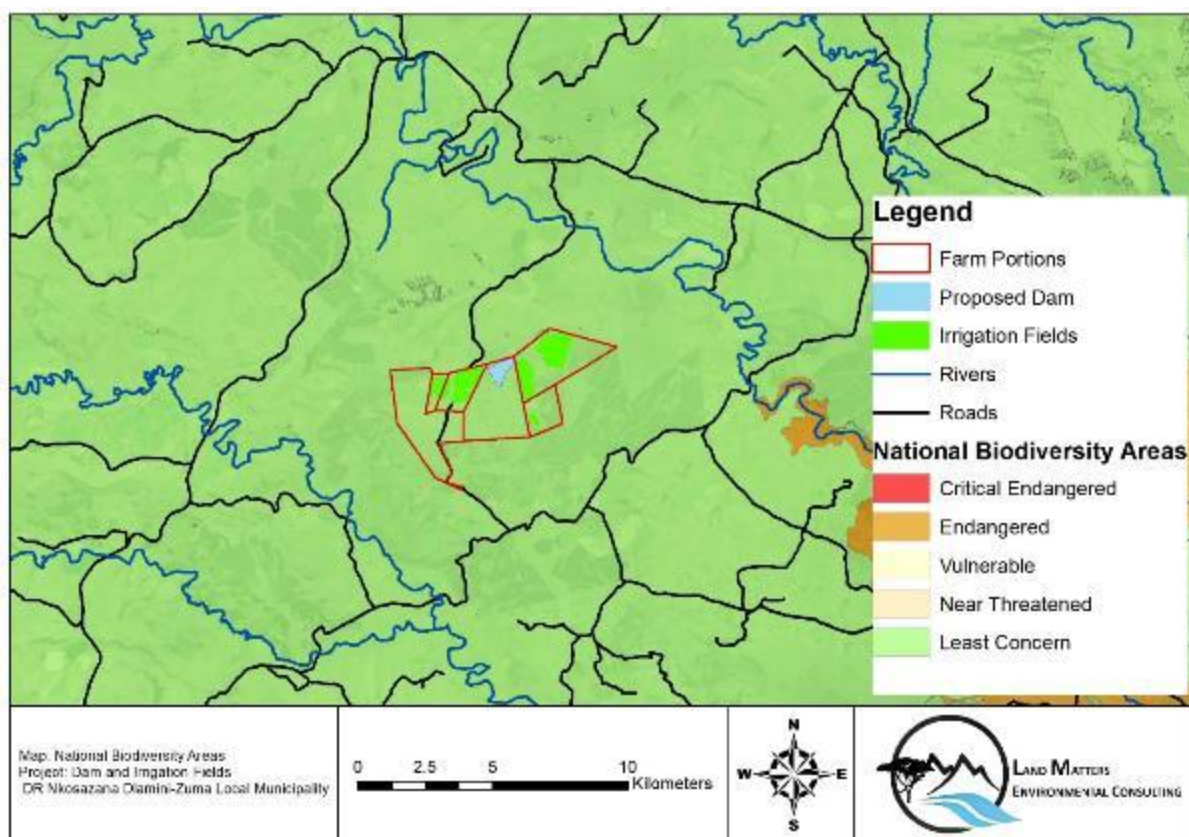 Legend
Farm Portions
Proposed Dam
Irrigation Fields
Rivers
Roads
National Biodiversity Areas
Critical Endangered
Endangered
Vulnerable
Near Threatened
Least Concern
Map: National Biodiversity Areas
Project: Dam and Irrigation Fields
DR Nkosazana Dlamini-Zuma Local Municipality
0 2.5 5 10
Kilometers
N
W E
S
LAND MATTERS
ENVIRONMENTAL CONSULTING